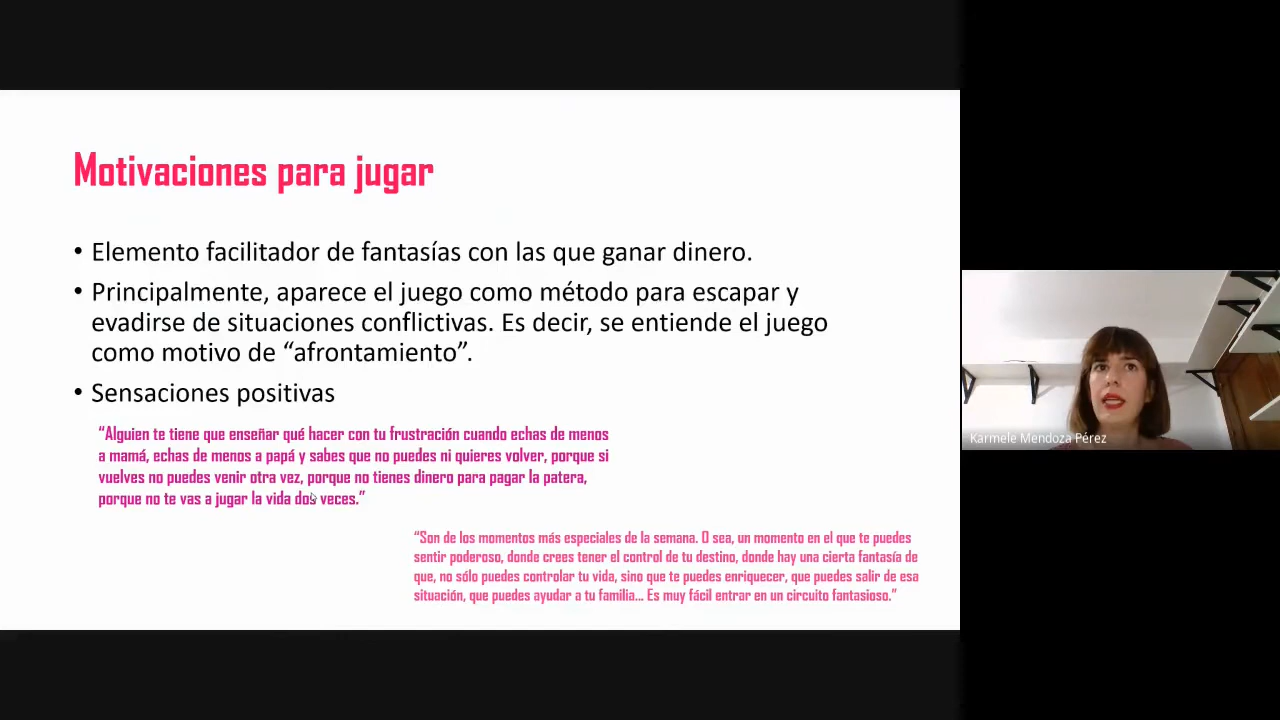 Motivaciones para jugar
• Elemento facilitador de fantasías con las que ganar dinero.
• Principalmente, aparece el juego como método para escapar y
evadirse de situaciones conflictivas. Es decir, se entiende el juego
como motivo de “afrontamiento”.
• Sensaciones positivas
“Alguien te tiene que enseñar qué hacer con tu frustración cuando echas de menos
a mamá, echas de menos a papá y sabes que no puedes ni quieres volver, porque si
vuelves no puedes venir otra vez, porque no tienes dinero para pagar la patera,
porque no te vas a jugar la vida dos veces.”
“Son de los momentos más especiales de la semana. O sea, un momento en el que te puedes
sentir poderoso, donde crees tener el control de tu destino, donde hay una cierta fantasía de
que, no sólo puedes controlar tu vida, sino que te puedes enriquecer, que puedes salir de esa
situación, que puedes ayudar a tu familia... Es muy fácil entrar en un circuito fantasioso.”
Karmele Mendoza Pérez